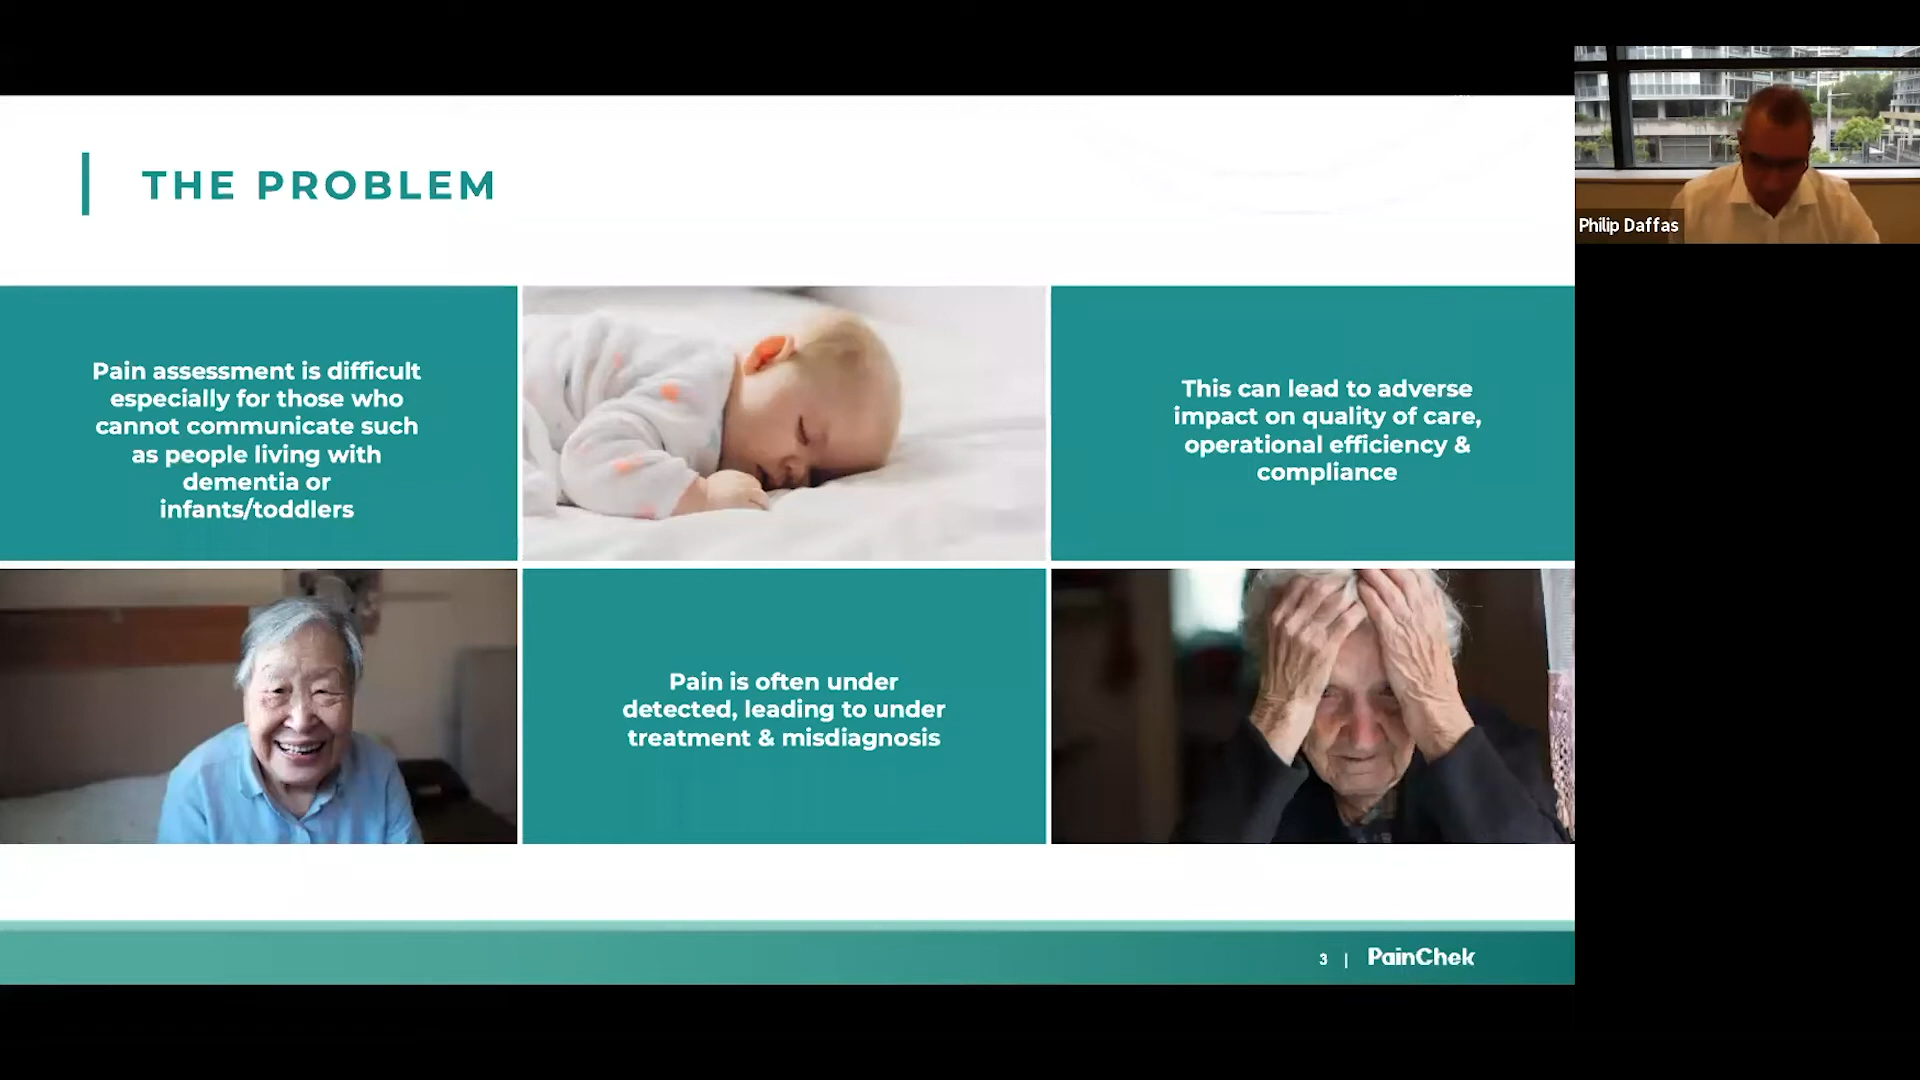 THE PROBLEM
Pain assessment is difficult
especially for those who
cannot communicate such
as people living with
dementia or
infants/toddlers
This can lead to adverse
impact on quality of care,
operational efficiency &
compliance
Pain is often under
detected, leading to under
treatment & misdiagnosis
3 | PainChek
Philip Daffas